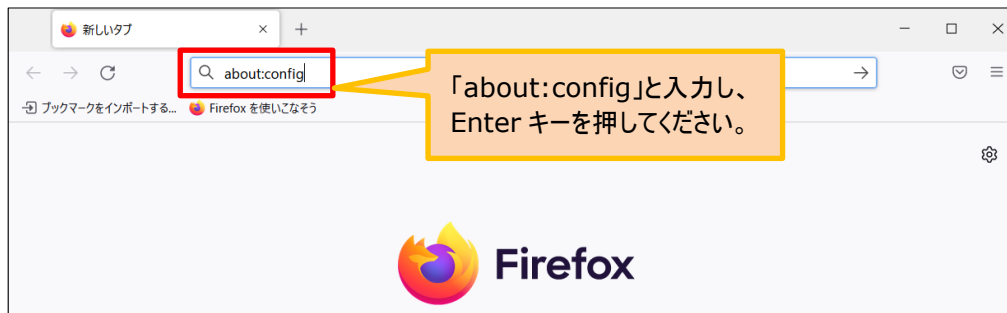 新しいタブ
about:config
「about:config」と入力し、
Enter キーを押してください。
ブックマークをインポートする... Firefox を使いこなそう
Firefox